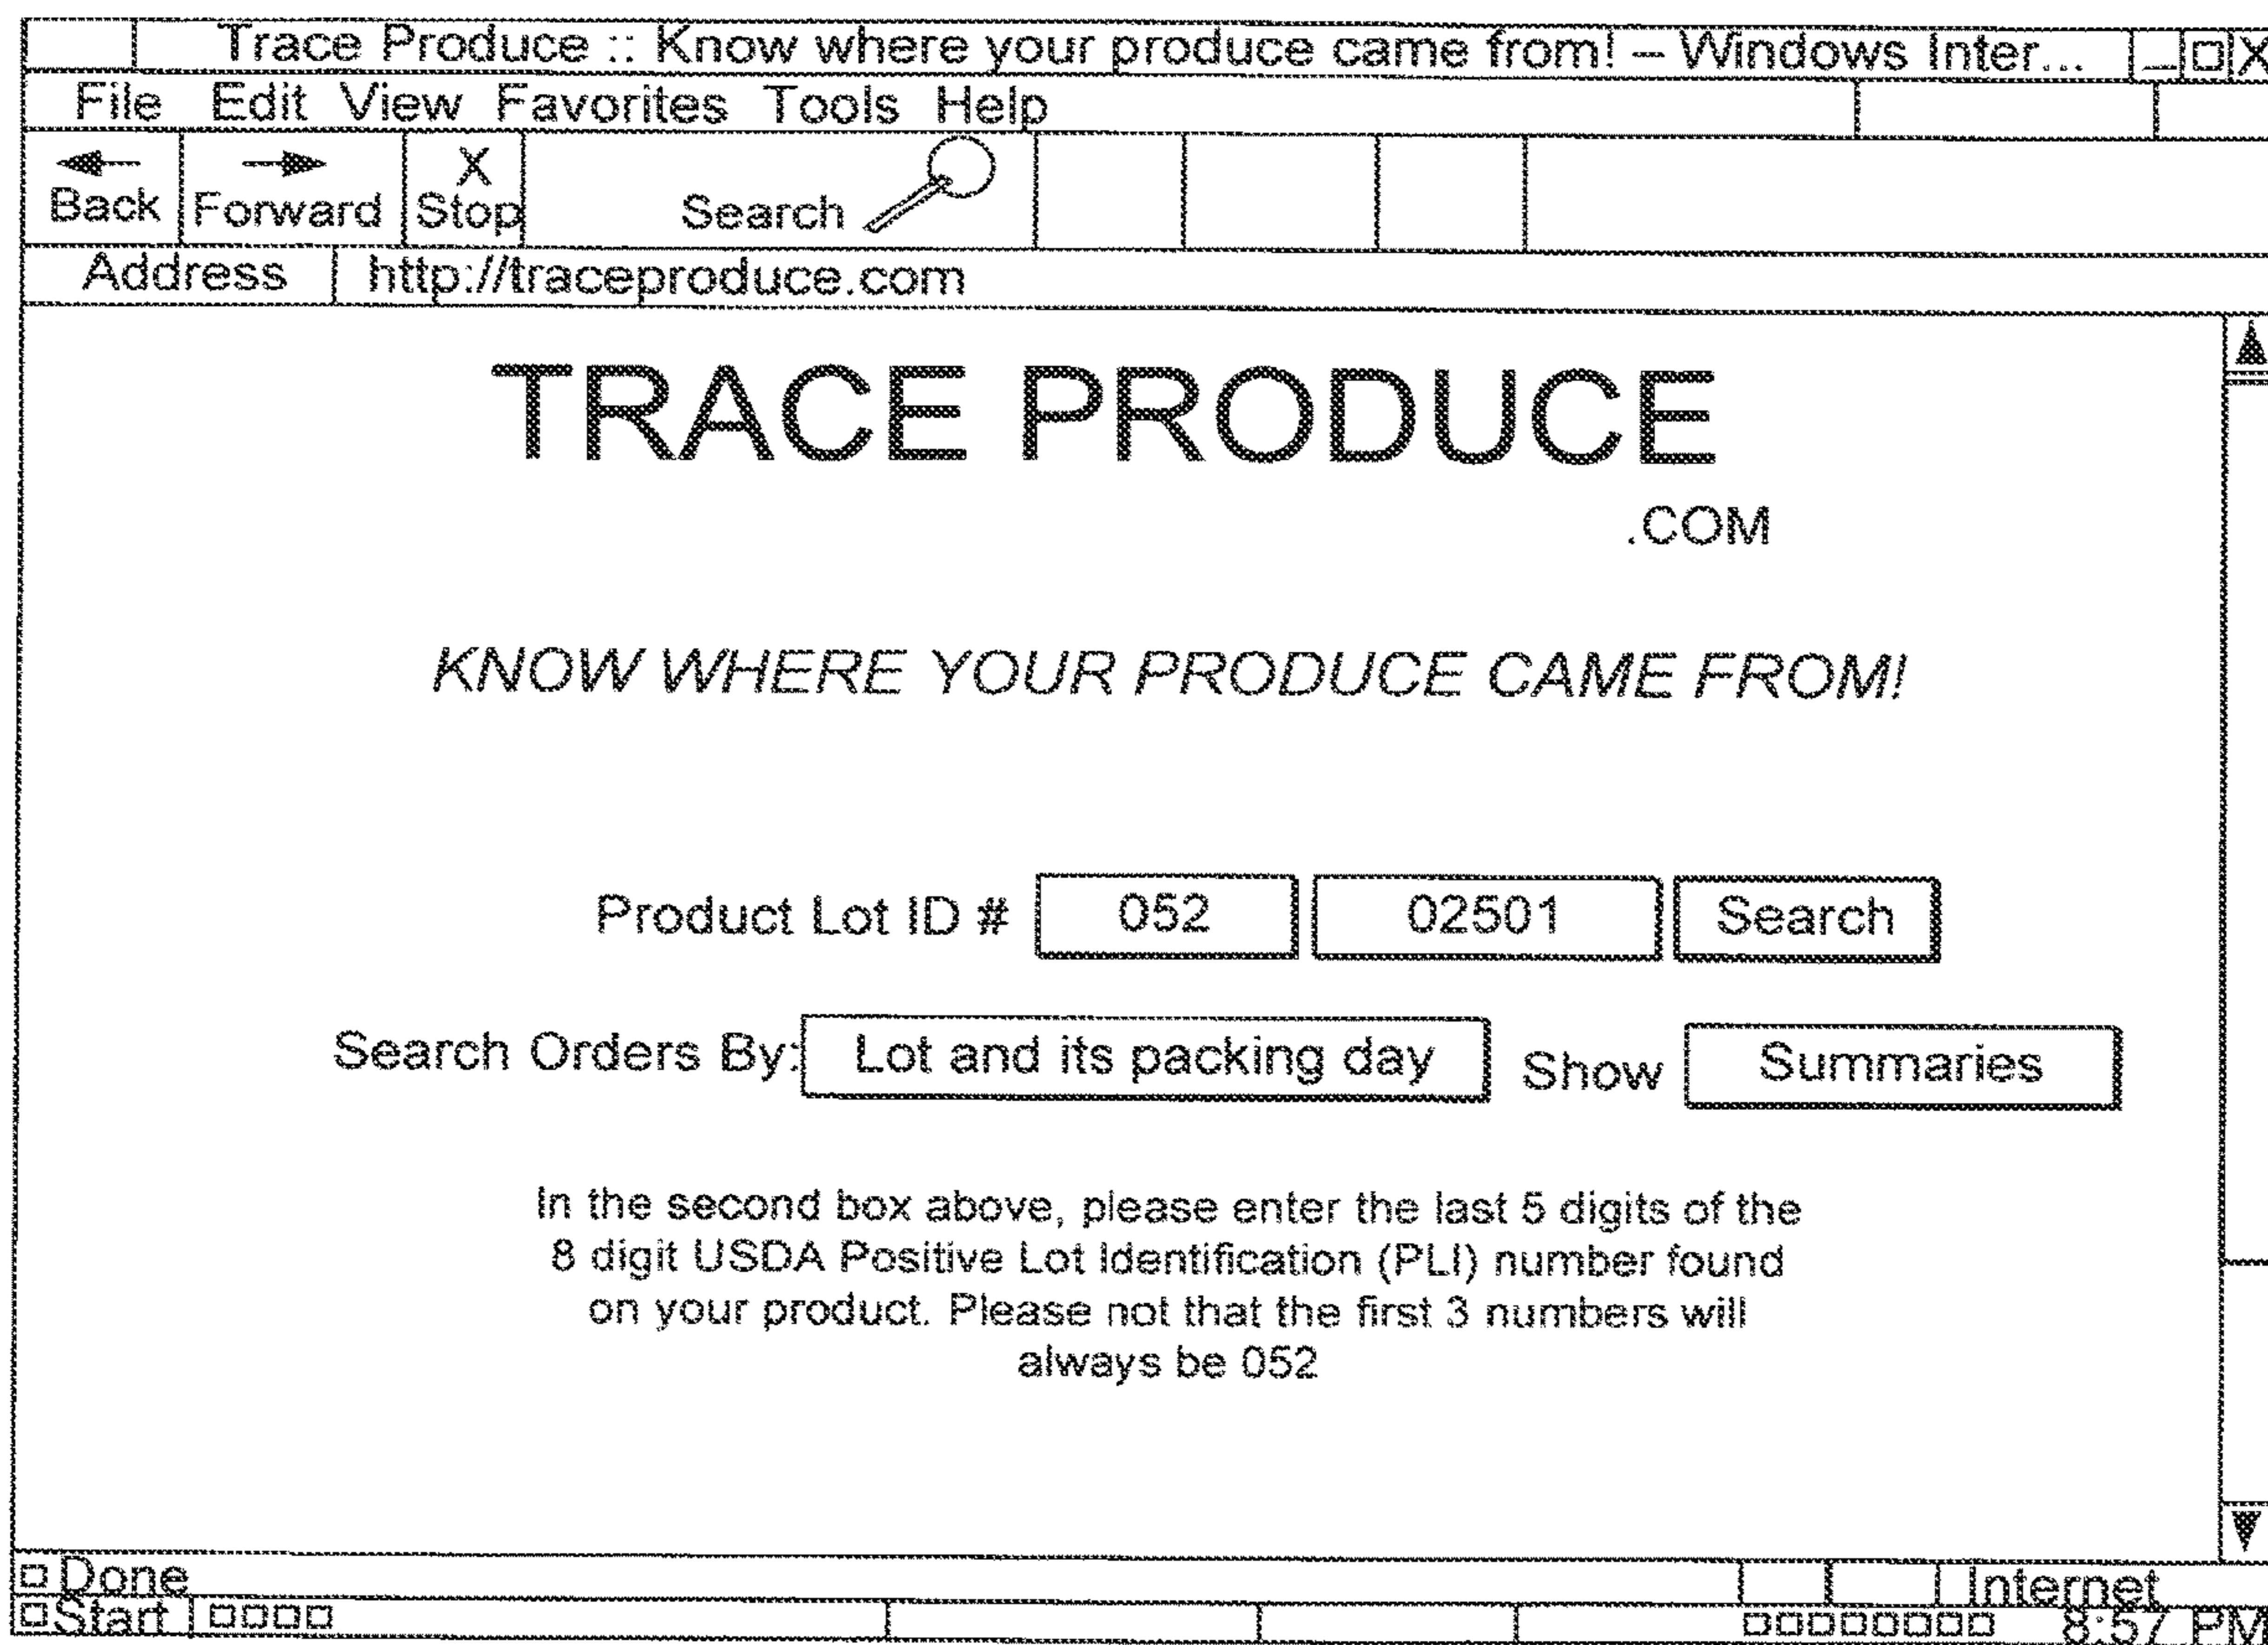 Trace Produce :: Know where your produce came from! – Windows Inter... _ □ X
File Edit View Favorites Tools Help
X
Back Forward Stop Search
Address http://traceproduce.com
TRACE PRODUCE
.COM
KNOW WHERE YOUR PRODUCE CAME FROM!
Product Lot ID # 052 02501 Search
Search Orders By: Lot and its packing day Show Summaries
In the second box above, please enter the last 5 digits of the
8 digit USDA Positive Lot Identification (PLI) number found
on your product. Please not that the first 3 numbers will
always be 052
Done Internet
Start 8:57 PM